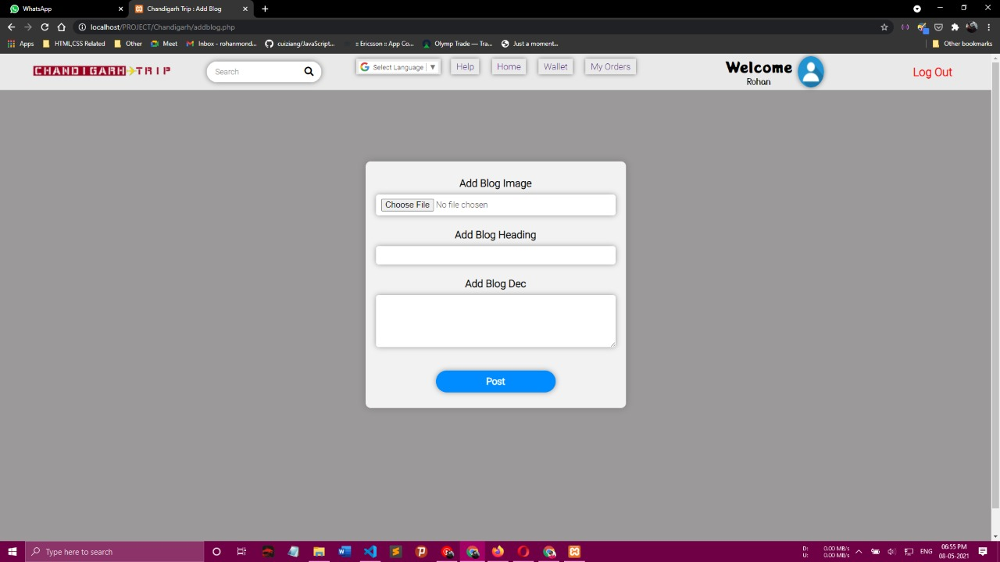 WhatsApp
Chandigarh Trip : Add Blog
localhost/PROJECT/Chandigarh/addblog.php
Apps HTML,CSS Related Other Meet Inbox - rohanmond... cuiziang/JavaScript... :: Ericsson :: App Co... Olymp Trade — Tra... Just a moment... Other bookmarks
CHANDIGARH TRIP
Search
Select Language ▼
Help
Home
Wallet
My Orders
Welcome
Rohan
Log Out
Add Blog Image
Choose File No file chosen
Add Blog Heading
Add Blog Dec
Post
Type here to search
D: 0.00 MB/s
U: 0.00 MB/s
ENG
06:55 PM
08-05-2021